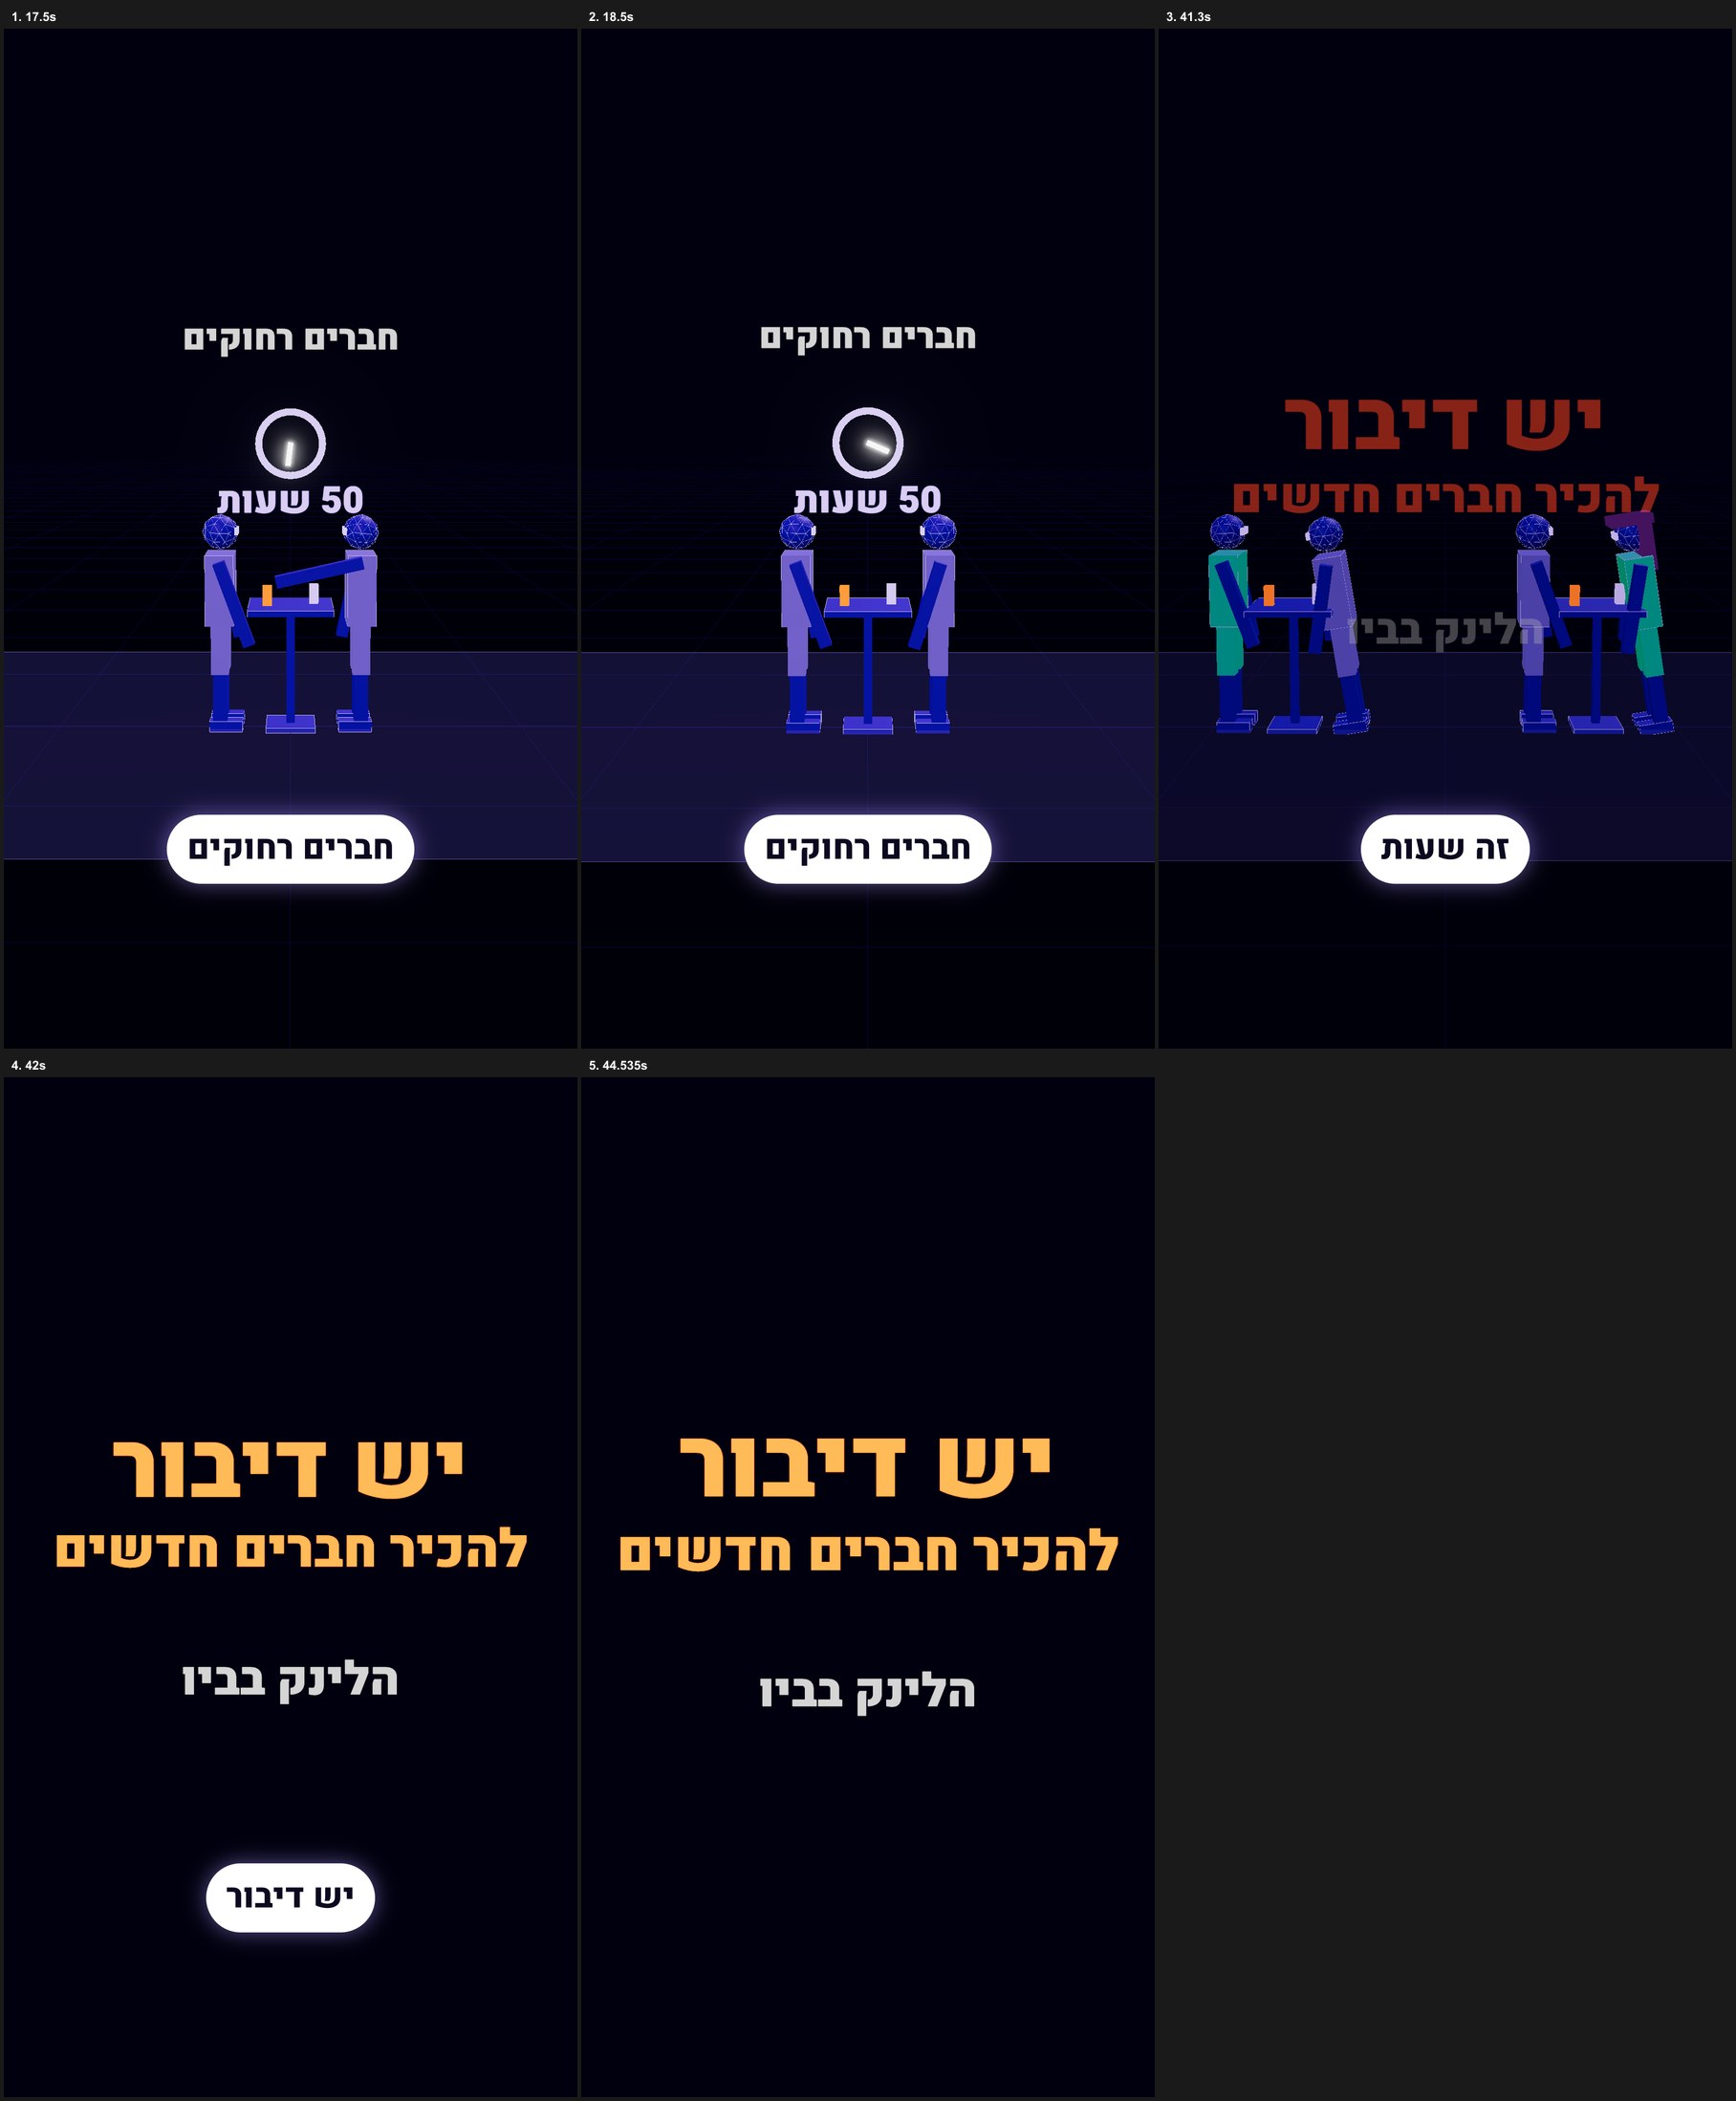 1. 17.5s
חברים רחוקים
50 שעות
חברים רחוקים
2. 18.5s
חברים רחוקים
50 שעות
חברים רחוקים
3. 41.3s
יש דיבור
להכיר חברים חדשים
הלינק בביו
זה שעות
4. 42s
יש דיבור
להכיר חברים חדשים
הלינק בביו
יש דיבור
5. 44.535s
יש דיבור
להכיר חברים חדשים
הלינק בביו